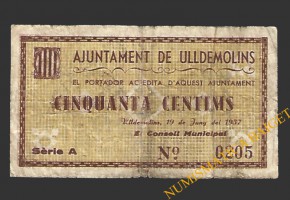 AJUNTAMENT DE ULLDEMOLINS
EL PORTADOR ACREDITA D'AQUEST AJUNTAMENT
CINQUANTA CENTIMS
Ulldemolins, 19 de Juny del 1937
El Consell Municipal
Sèrie A
Nº 0205